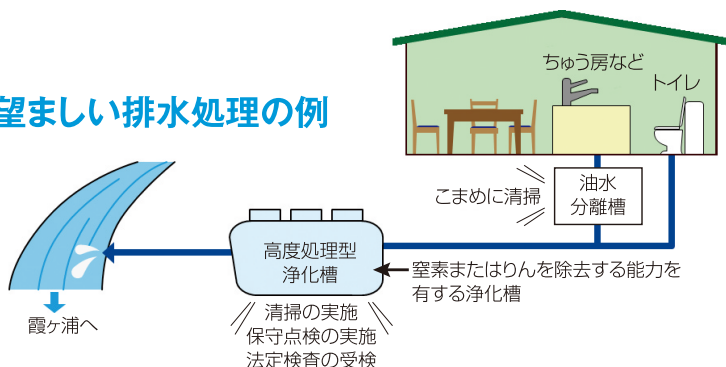 望ましい排水処理の例
ちゅう房など
トイレ
こまめに清掃
油水
分離槽
高度処理型
浄化槽
窒素またはりんを除去する能力を
有する浄化槽
清掃の実施
保守点検の実施
法定検査の受検
霞ヶ浦へ